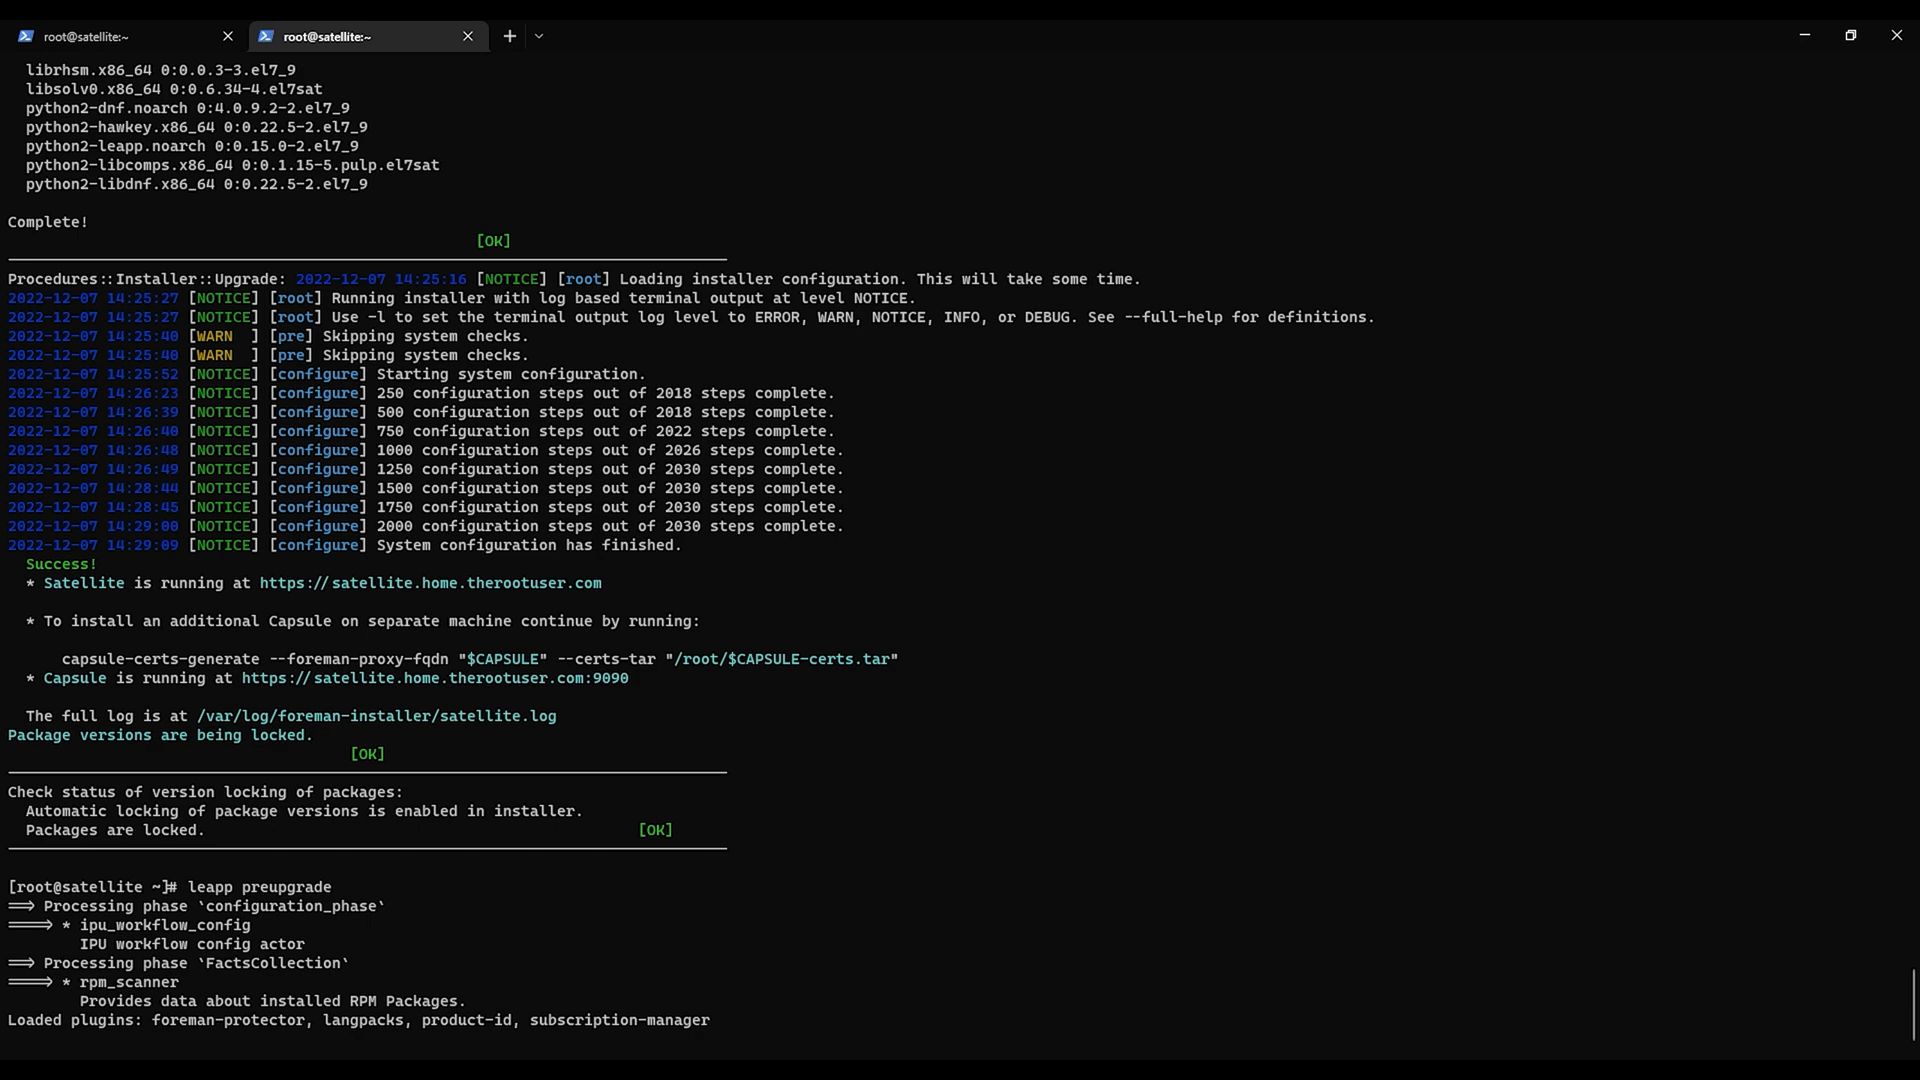 root@satellite:~
root@satellite:~
librhsm.x86_64 0:0.0.3-3.el7_9
libsolv0.x86_64 0:0.6.34-4.el7sat
python2-dnf.noarch 0:4.0.9.2-2.el7_9
python2-hawkey.x86_64 0:0.22.5-2.el7_9
python2-leapp.noarch 0:0.15.0-2.el7_9
python2-libcomps.x86_64 0:0.1.15-5.pulp.el7sat
python2-libdnf.x86_64 0:0.22.5-2.el7_9
Complete!
[OK]
Procedures::Installer::Upgrade: 2022-12-07 14:25:16 [NOTICE] [root] Loading installer configuration. This will take some time.
2022-12-07 14:25:27 [NOTICE] [root] Running installer with log based terminal output at level NOTICE.
2022-12-07 14:25:27 [NOTICE] [root] Use -l to set the terminal output log level to ERROR, WARN, NOTICE, INFO, or DEBUG. See --full-help for definitions.
2022-12-07 14:25:40 [WARN  ] [pre] Skipping system checks.
2022-12-07 14:25:40 [WARN  ] [pre] Skipping system checks.
2022-12-07 14:25:52 [NOTICE] [configure] Starting system configuration.
2022-12-07 14:26:23 [NOTICE] [configure] 250 configuration steps out of 2018 steps complete.
2022-12-07 14:26:39 [NOTICE] [configure] 500 configuration steps out of 2018 steps complete.
2022-12-07 14:26:40 [NOTICE] [configure] 750 configuration steps out of 2022 steps complete.
2022-12-07 14:26:48 [NOTICE] [configure] 1000 configuration steps out of 2026 steps complete.
2022-12-07 14:26:49 [NOTICE] [configure] 1250 configuration steps out of 2030 steps complete.
2022-12-07 14:28:44 [NOTICE] [configure] 1500 configuration steps out of 2030 steps complete.
2022-12-07 14:28:45 [NOTICE] [configure] 1750 configuration steps out of 2030 steps complete.
2022-12-07 14:29:00 [NOTICE] [configure] 2000 configuration steps out of 2030 steps complete.
2022-12-07 14:29:09 [NOTICE] [configure] System configuration has finished.
Success!
* Satellite is running at https://satellite.home.therootuser.com
* To install an additional Capsule on separate machine continue by running:
capsule-certs-generate --foreman-proxy-fqdn "$CAPSULE" --certs-tar "/root/$CAPSULE-certs.tar"
* Capsule is running at https://satellite.home.therootuser.com:9090
The full log is at /var/log/foreman-installer/satellite.log
Package versions are being locked.
[OK]
Check status of version locking of packages:
Automatic locking of package versions is enabled in installer.
Packages are locked. [OK]
[root@satellite ~]# leapp preupgrade
==> Processing phase `configuration_phase`
====> * ipu_workflow_config
IPU workflow config actor
==> Processing phase `FactsCollection`
====> * rpm_scanner
Provides data about installed RPM Packages.
Loaded plugins: foreman-protector, langpacks, product-id, subscription-manager